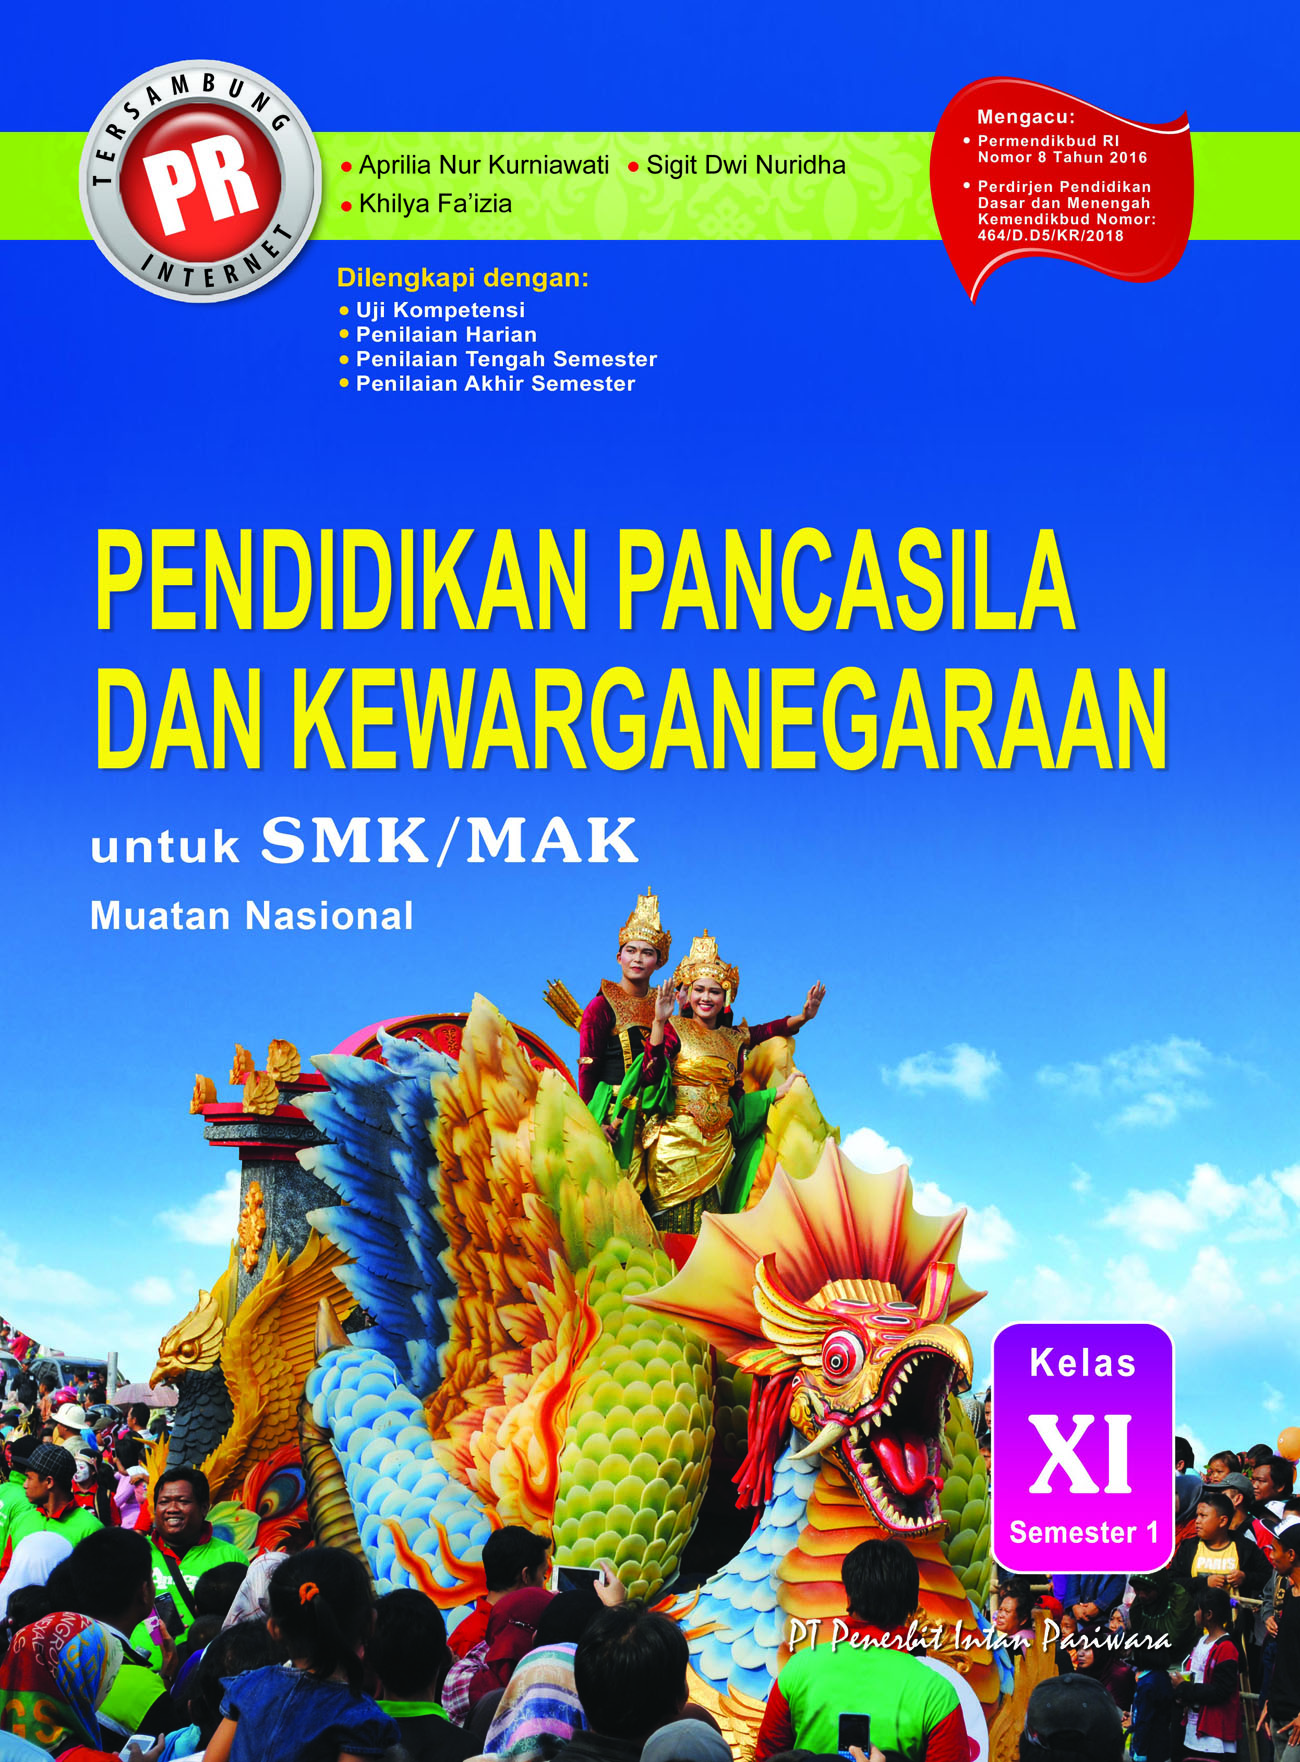 TERSAMBUNG
PR
INTERNET
• Aprilia Nur Kurniawati • Sigit Dwi Nuridha
• Khilya Fa'izia
Mengacu:
• Permendikbud RI
Nomor 8 Tahun 2016
• Perdirjen Pendidikan
Dasar dan Menengah
Kemendikbud Nomor:
464/D.D5/KR/2018
Dilengkapi dengan:
• Uji Kompetensi
• Penilaian Harian
• Penilaian Tengah Semester
• Penilaian Akhir Semester
PENDIDIKAN PANCASILA
DAN KEWARGANEGARAAN
untuk SMK/MAK
Muatan Nasional
Kelas
XI
Semester 1
PARIS
PT Penerbit Intan Pariwara